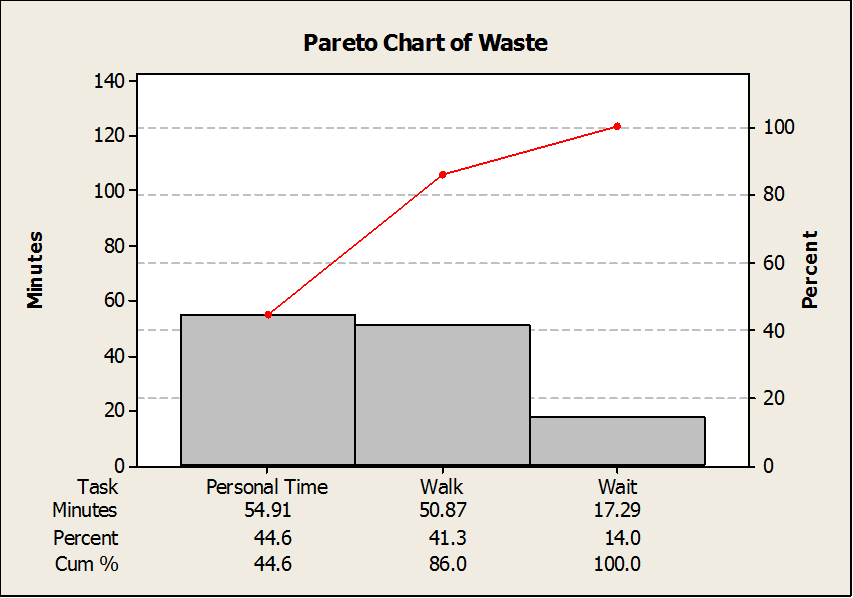 Pareto Chart of Waste
140
120
100
80
60
40
20
0
Minutes
100
80
60
40
20
0
Percent
Task Personal Time Walk Wait
Minutes 54.91 50.87 17.29
Percent 44.6 41.3 14.0
Cum % 44.6 86.0 100.0